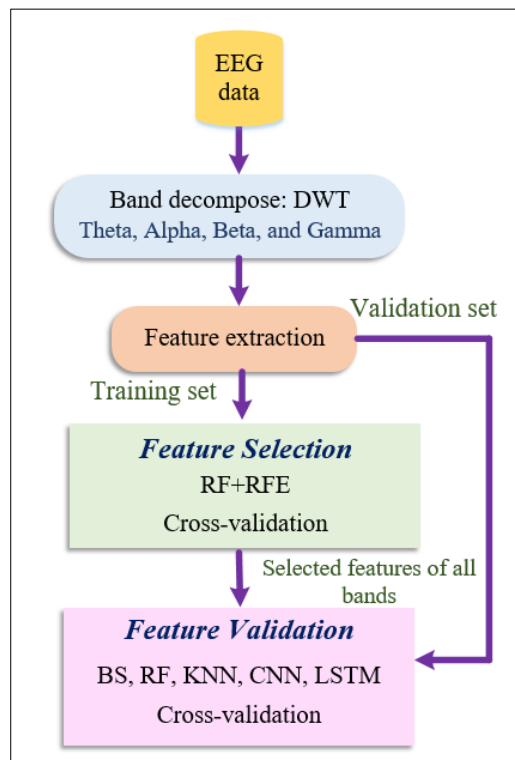 EEG
data
Band decompose: DWT
Theta, Alpha, Beta, and Gamma
Validation set
Feature extraction
Training set
Feature Selection
RF+RFE
Cross-validation
Selected features of all
bands
Feature Validation
BS, RF, KNN, CNN, LSTM
Cross-validation